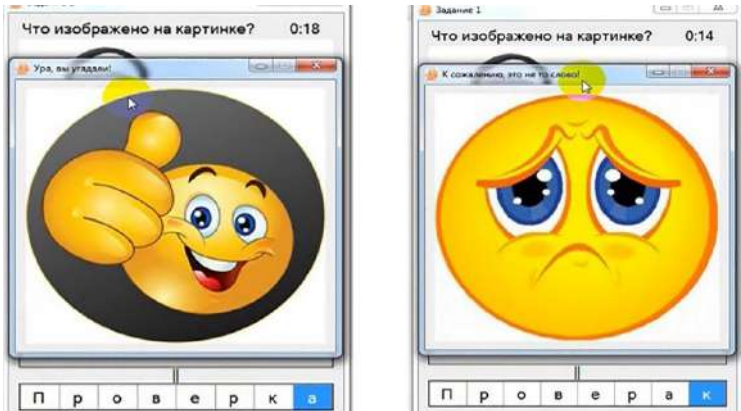 Что изображено на картинке? 0:18
Ура, вы угадали!
П р о в е р к а
Задание 1
Что изображено на картинке? 0:14
К сожалению, это не то слово!
П р о в е р а к